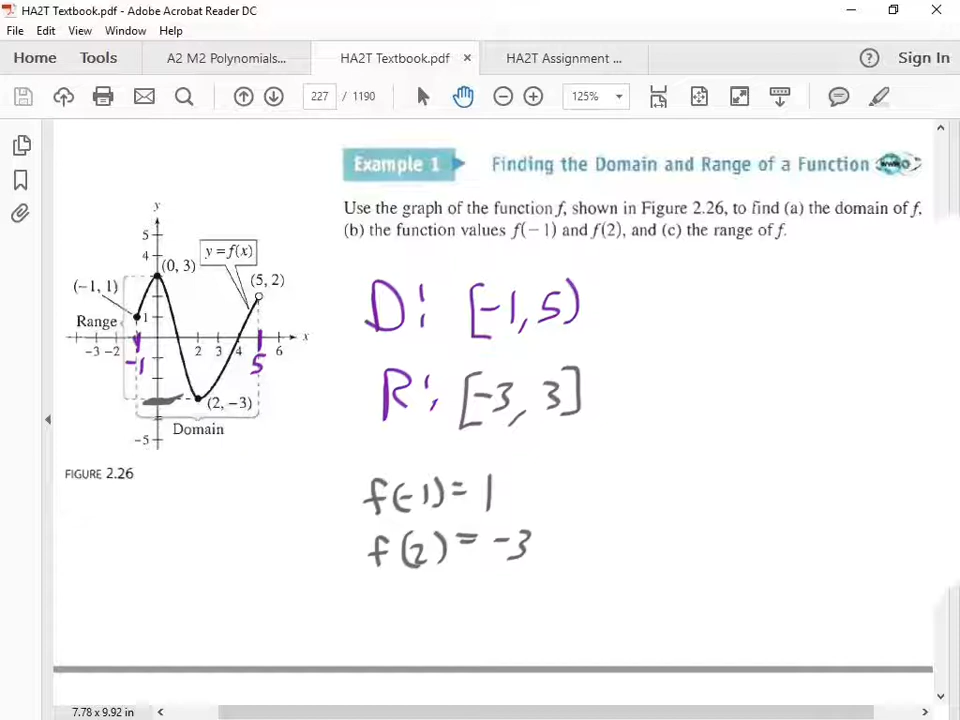 HA2T Textbook.pdf - Adobe Acrobat Reader DC
File Edit View Window Help
Home Tools A2 M2 Polynomials... HA2T Textbook.pdf × HA2T Assignment ... ? Sign In
227 / 1190 125%
Example 1 Finding the Domain and Range of a Function
Use the graph of the function f, shown in Figure 2.26, to find (a) the domain of f,
(b) the function values f(−1) and f(2), and (c) the range of f.
y
5
4
y = f(x)
(0, 3)
(5, 2)
(−1, 1)
1
Range
x
−3 −2 2 3 4 6
-1 5
(2, −3)
Domain
−5
FIGURE 2.26
D: [-1, 5)
R: [-3, 3]
f(-1) = 1
f(2) = -3
7.78 x 9.92 in